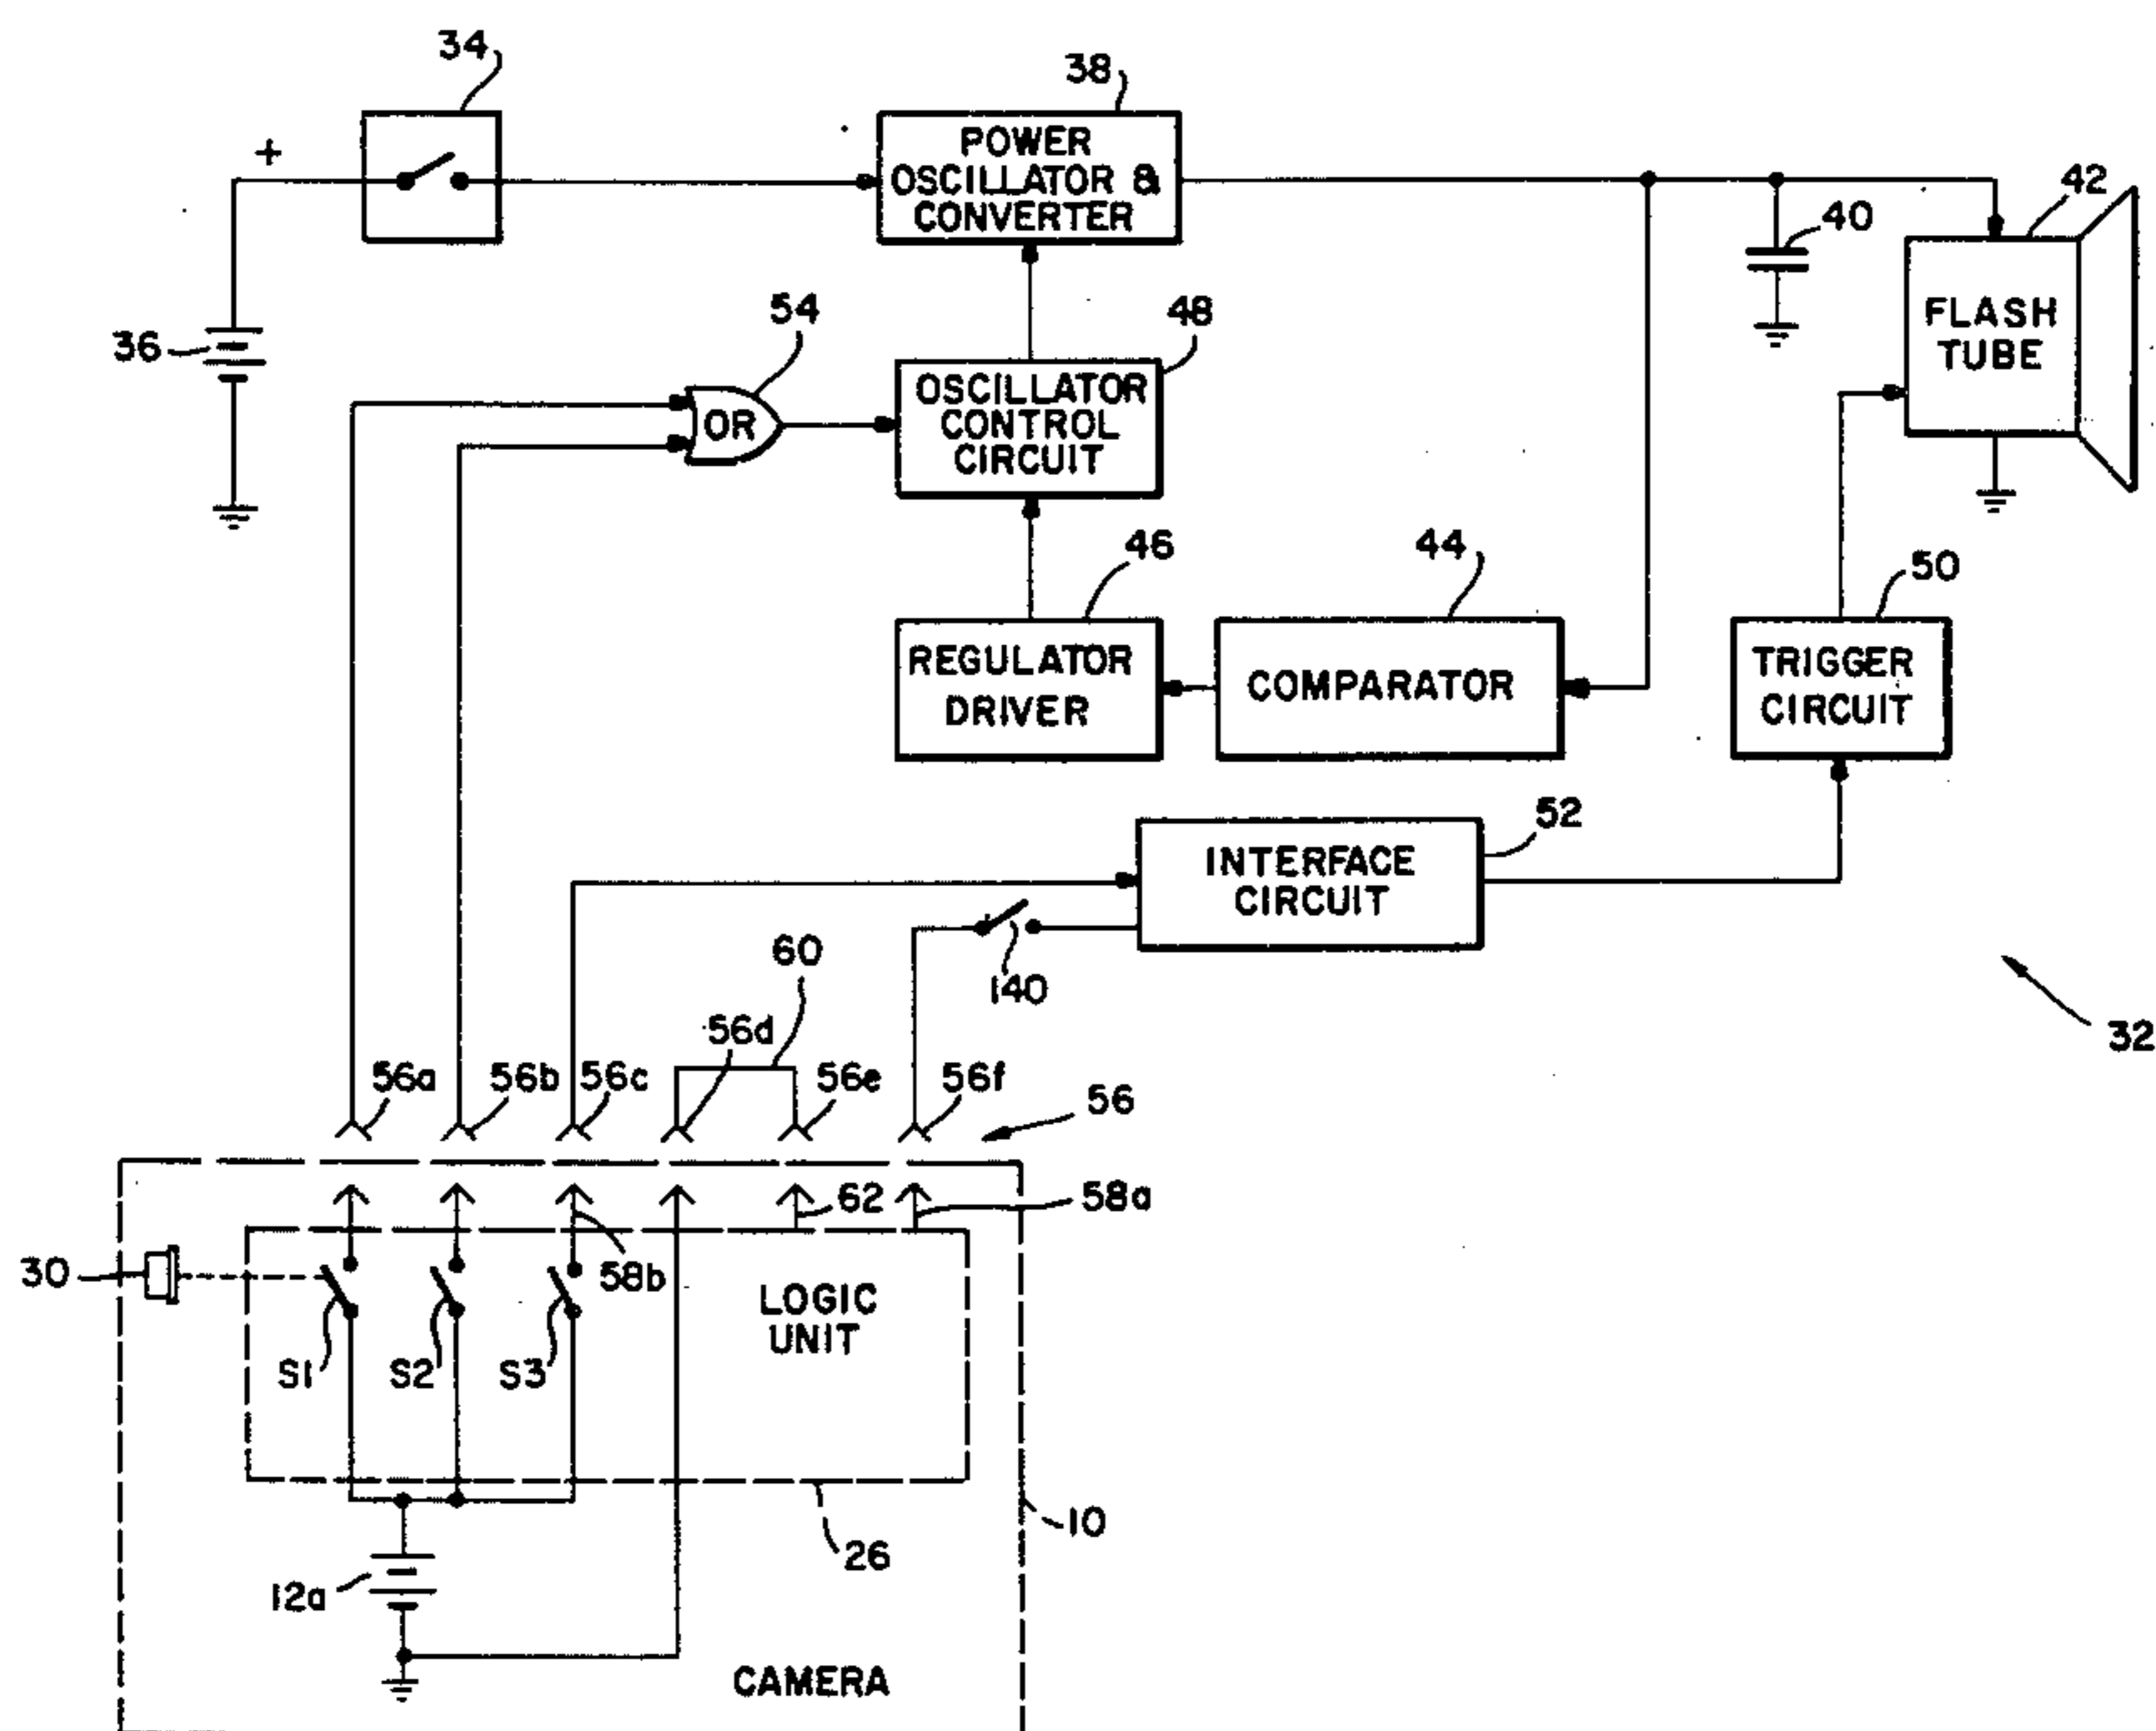 34
38
+
POWER
OSCILLATOR &
CONVERTER
42
40
54
48
36
FLASH
TUBE
OSCILLATOR
CONTROL
CIRCUIT
OR
46
44
50
REGULATOR
DRIVER
COMPARATOR
TRIGGER
CIRCUIT
52
INTERFACE
CIRCUIT
60
140
56d
32
56a
56b
56c
56e
56f
56
62
58a
30
58b
LOGIC
UNIT
S1
S2
S3
10
26
12a
CAMERA